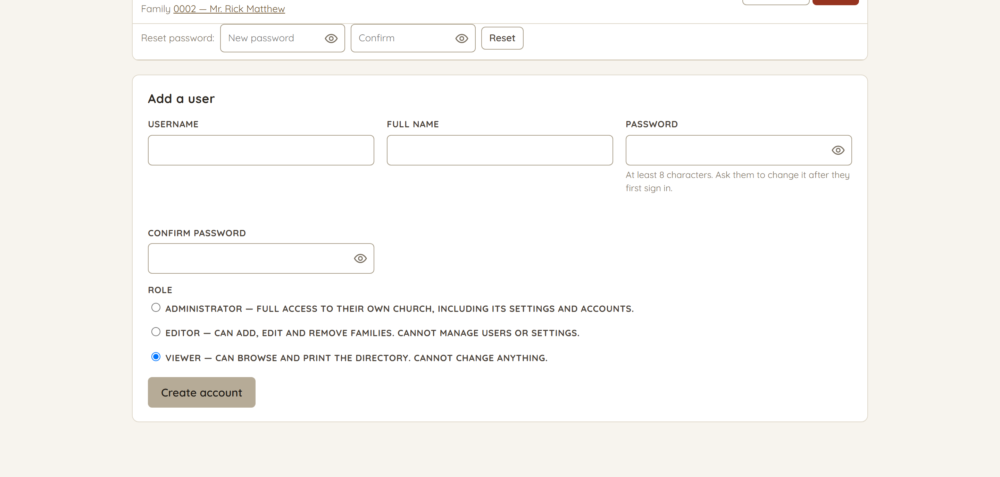 Family 0002 — Mr. Rick Matthew
Reset password: New password Confirm Reset
Add a user
USERNAME FULL NAME PASSWORD
At least 8 characters. Ask them to change it after they
first sign in.
CONFIRM PASSWORD
ROLE
ADMINISTRATOR — FULL ACCESS TO THEIR OWN CHURCH, INCLUDING ITS SETTINGS AND ACCOUNTS.
EDITOR — CAN ADD, EDIT AND REMOVE FAMILIES. CANNOT MANAGE USERS OR SETTINGS.
VIEWER — CAN BROWSE AND PRINT THE DIRECTORY. CANNOT CHANGE ANYTHING.
Create account